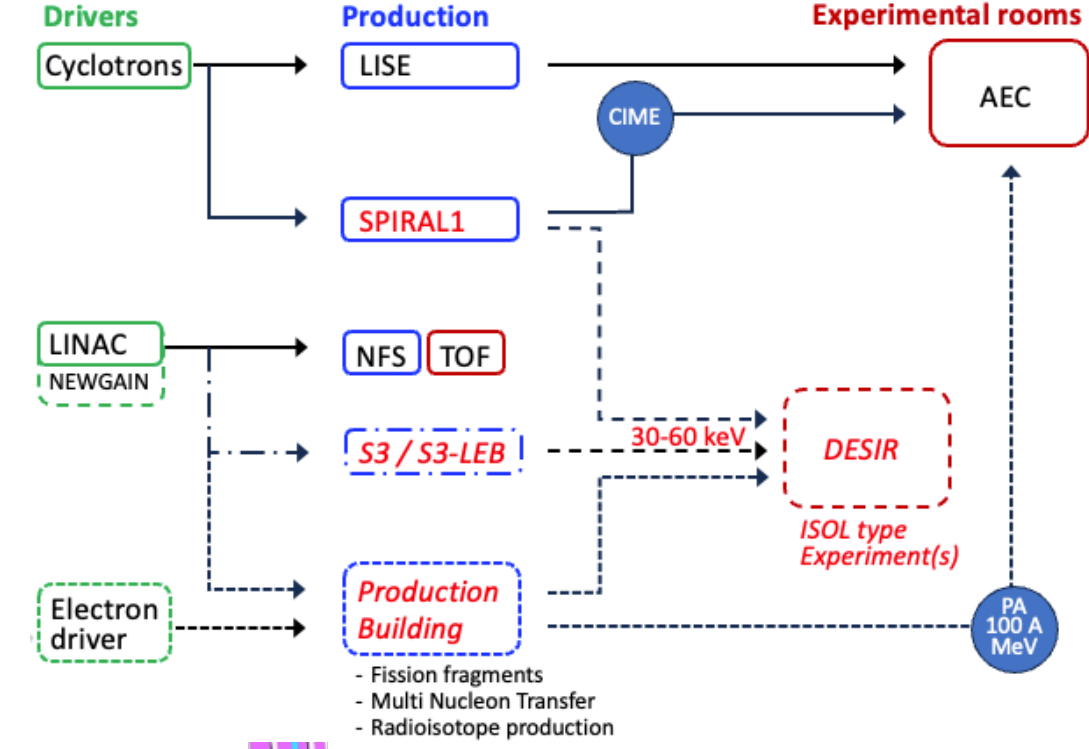 Drivers
Production
Experimental rooms
Cyclotrons
LISE
CIME
AEC
SPIRAL1
LINAC
NEWGAIN
NFS
TOF
S3 / S3-LEB
30-60 keV
DESIR
ISOL type
Experiment(s)
Electron
driver
Production
Building
PA
100 A
MeV
- Fission fragments
- Multi Nucleon Transfer
- Radioisotope production